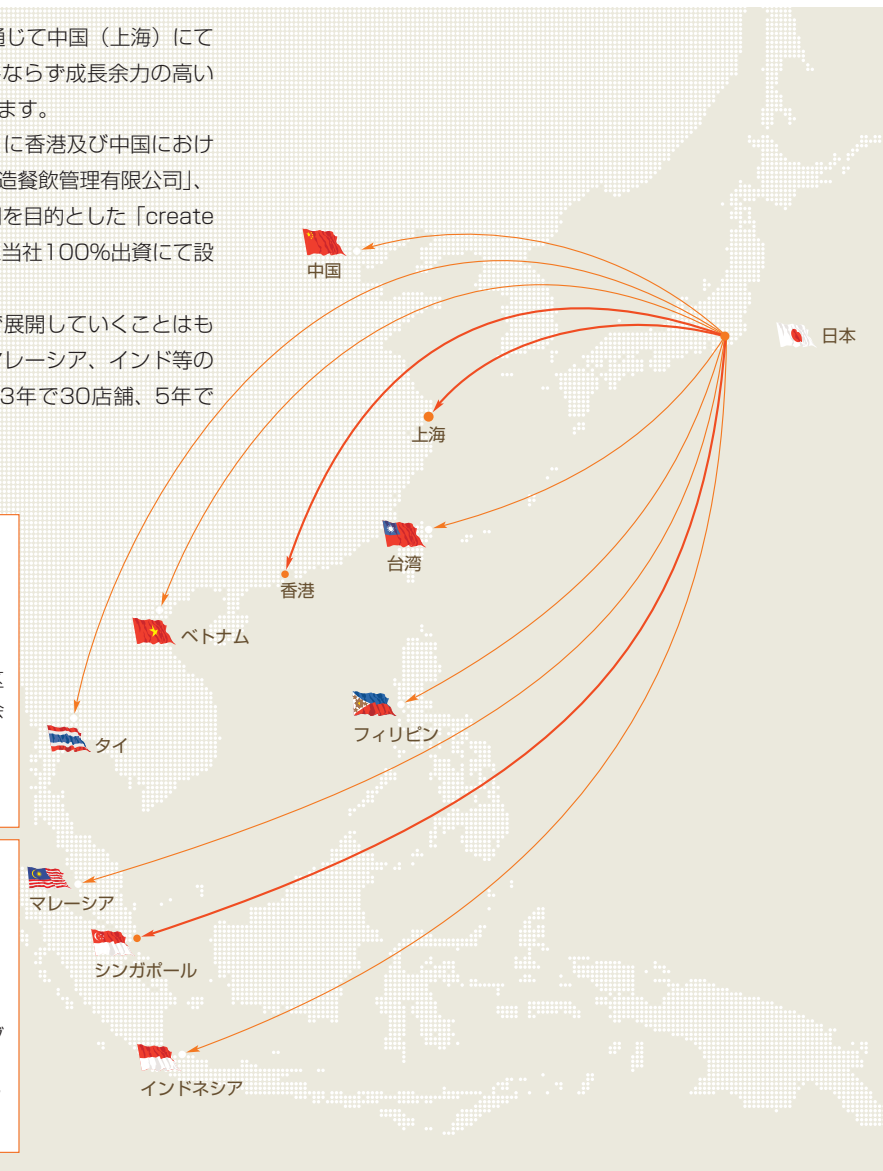 通じて中国（上海）にて
ならず成長余力の高い
ます。
に香港及び中国におけ
造餐飲管理有限公司」、
を目的とした「create
当社100%出資にて設
で展開していくことはも
マレーシア、インド等の
3年で30店舗、5年で
中国
日本
上海
台湾
香港
ベトナム
フィリピン
タイ
マレーシア
シンガポール
インドネシア